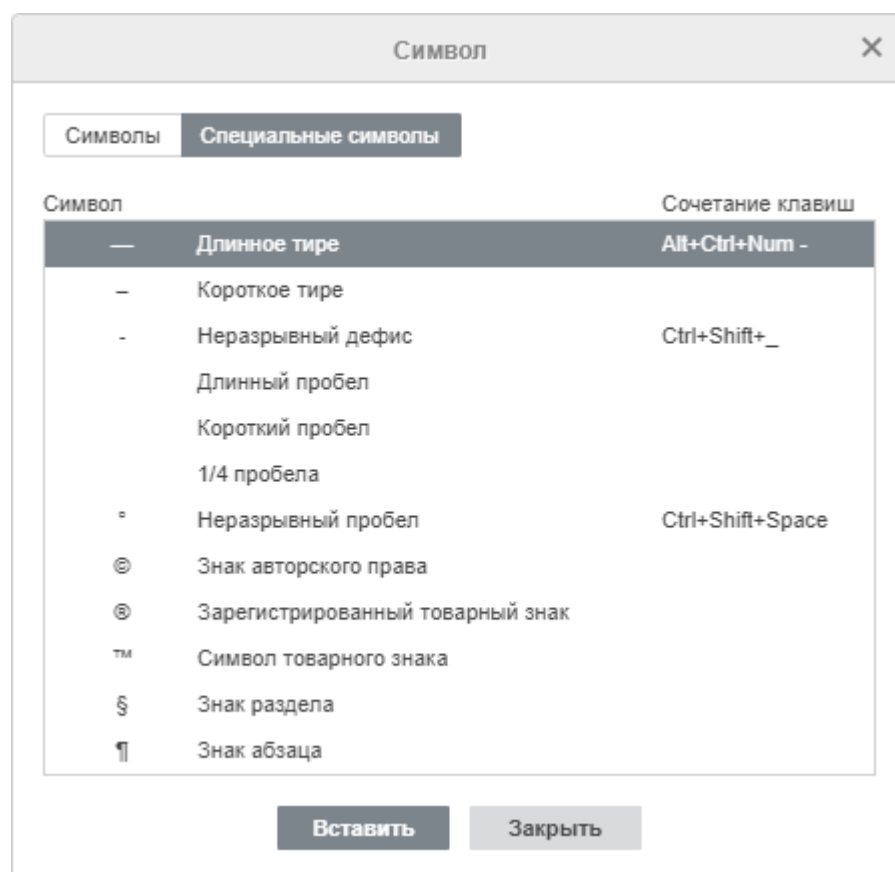 Символ ×
Символы Специальные символы
Символ Сочетание клавиш
— Длинное тире Alt+Ctrl+Num -
– Короткое тире
- Неразрывный дефис Ctrl+Shift+_
Длинный пробел
Короткий пробел
1/4 пробела
° Неразрывный пробел Ctrl+Shift+Space
© Знак авторского права
® Зарегистрированный товарный знак
™ Символ товарного знака
§ Знак раздела
¶ Знак абзаца
Вставить Закрыть